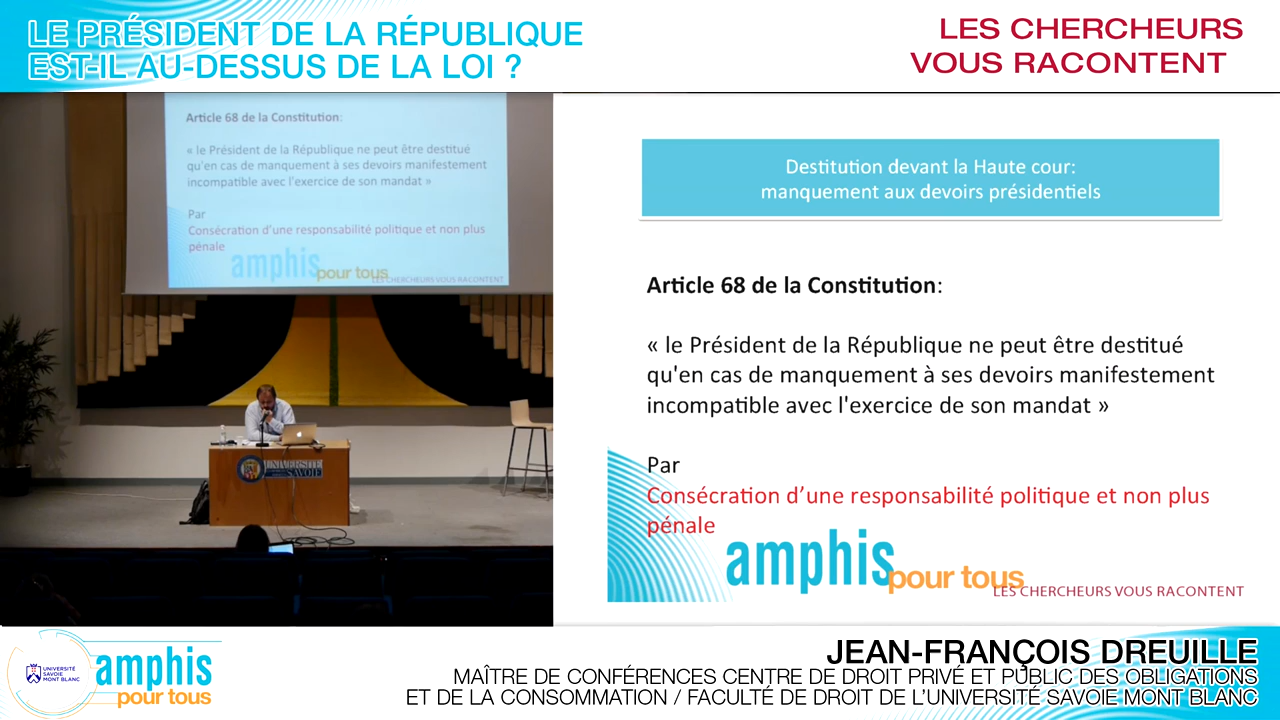 LE PRÉSIDENT DE LA RÉPUBLIQUE
EST-IL AU-DESSUS DE LA LOI ?
LES CHERCHEURS
VOUS RACONTENT
Article 68 de la Constitution:
« le Président de la République ne peut être destitué
qu'en cas de manquement à ses devoirs manifestement
incompatible avec l'exercice de son mandat »
Par
Consécration d'une responsabilité politique et non plus
pénale
amphis
pour tous
LES CHERCHEURS VOUS RACONTENT
UNIVERSITÉ
SAVOIE
Destitution devant la Haute cour:
manquement aux devoirs présidentiels
Article 68 de la Constitution:
« le Président de la République ne peut être destitué
qu'en cas de manquement à ses devoirs manifestement
incompatible avec l'exercice de son mandat »
Par
Consécration d’une responsabilité politique et non plus
pénale
amphis
pour tous
LES CHERCHEURS VOUS RACONTENT
UNIVERSITÉ
SAVOIE
MONT BLANC
amphis
pour tous
JEAN-FRANÇOIS DREUILLE
MAÎTRE DE CONFÉRENCES CENTRE DE DROIT PRIVÉ ET PUBLIC DES OBLIGATIONS
ET DE LA CONSOMMATION / FACULTÉ DE DROIT DE L’UNIVERSITÉ SAVOIE MONT BLANC